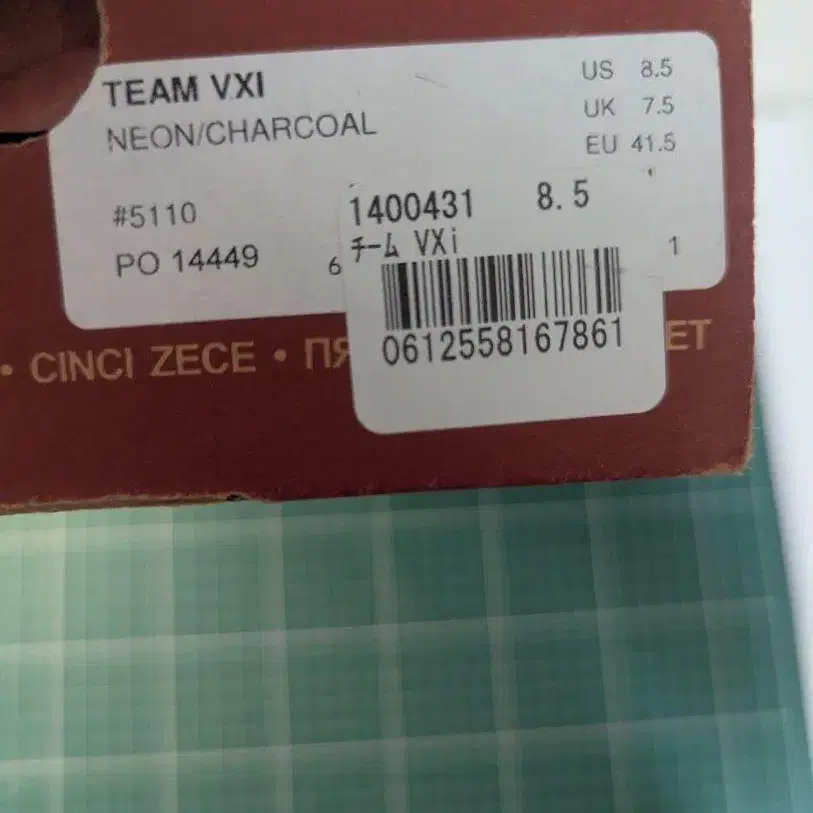 TEAM VXI
NEON/CHARCOAL
US 8.5
UK 7.5
EU 41.5
#5110
PO 14449
6
1
1400431 8.5
チーム VXi
0612558167861
• CINCI ZECE • ПЯ
ET